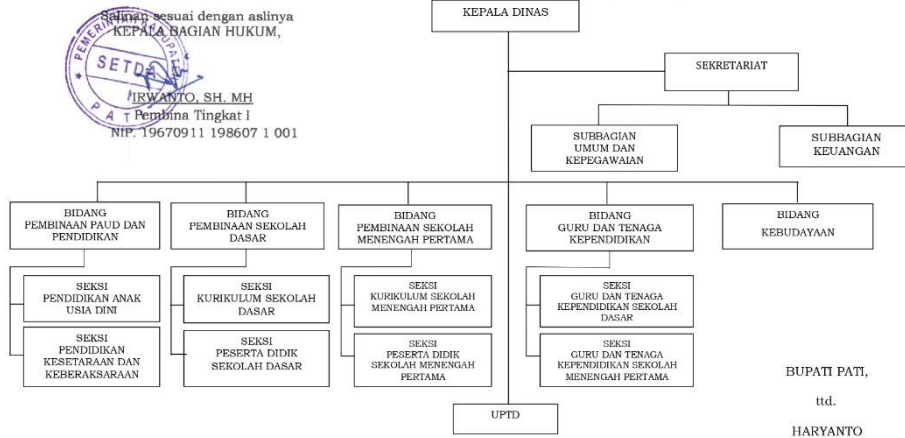 Salinan sesuai dengan aslinya
KEPALA BAGIAN HUKUM,
PEMERINTAH KABUPATEN
SETDA
PATI
IRWANTO, SH. MH
Pembina Tingkat I
NIP. 19670911 198607 1 001
KEPALA DINAS
SEKRETARIAT
SUBBAGIAN
UMUM DAN
KEPEGAWAIAN
SUBBAGIAN
KEUANGAN
BIDANG
PEMBINAAN PAUD DAN
PENDIDIKAN
BIDANG
PEMBINAAN SEKOLAH
DASAR
BIDANG
PEMBINAAN SEKOLAH
MENENGAH PERTAMA
BIDANG
GURU DAN TENAGA
KEPENDIDIKAN
BIDANG
KEBUDAYAAN
SEKSI
PENDIDIKAN ANAK
USIA DINI
SEKSI
KURIKULUM SEKOLAH
DASAR
SEKSI
KURIKULUM SEKOLAH
MENENGAH PERTAMA
SEKSI
GURU DAN TENAGA
KEPENDIDIKAN SEKOLAH
DASAR
SEKSI
PENDIDIKAN
KESETARAAN DAN
KEBERAKSARAAN
SEKSI
PESERTA DIDIK
SEKOLAH DASAR
SEKSI
PESERTA DIDIK
SEKOLAH MENENGAH
PERTAMA
SEKSI
GURU DAN TENAGA
KEPENDIDIKAN SEKOLAH
MENENGAH PERTAMA
UPTD
BUPATI PATI,
ttd.
HARYANTO